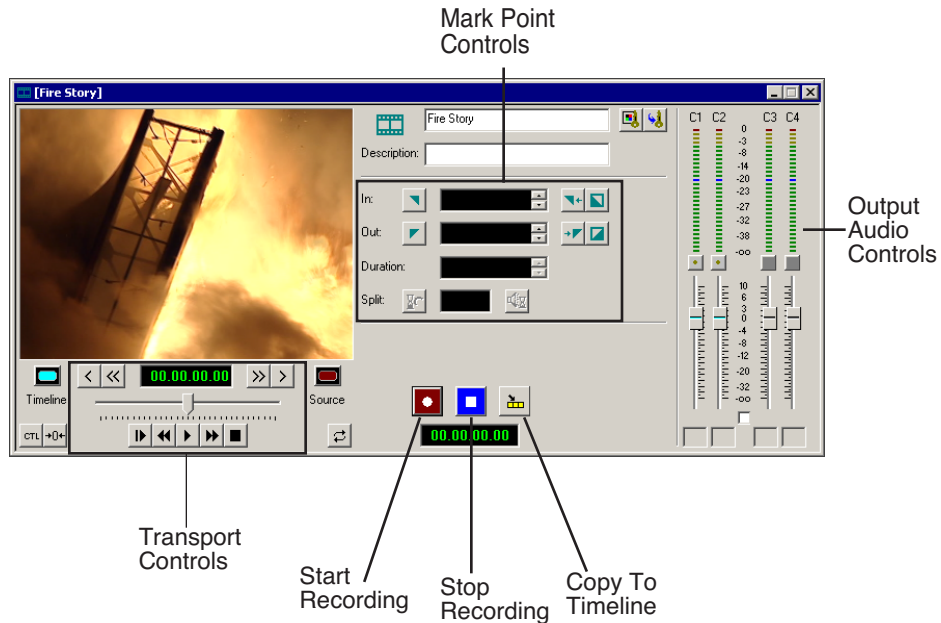 Mark Point
Controls
[Fire Story]
Fire Story
Description:
In:
Out:
Duration:
Split:
C1 C2 C3 C4
0
-3
-8
-14
-20
-23
-27
-32
-38
-oo
10
6
3
0
-4
-8
-12
-20
-32
-oo
Output
Audio
Controls
00.00.00.00
Timeline
Source
CTL
→0←
00.00.00.00
Transport
Controls
Start
Recording
Stop
Recording
Copy To
Timeline